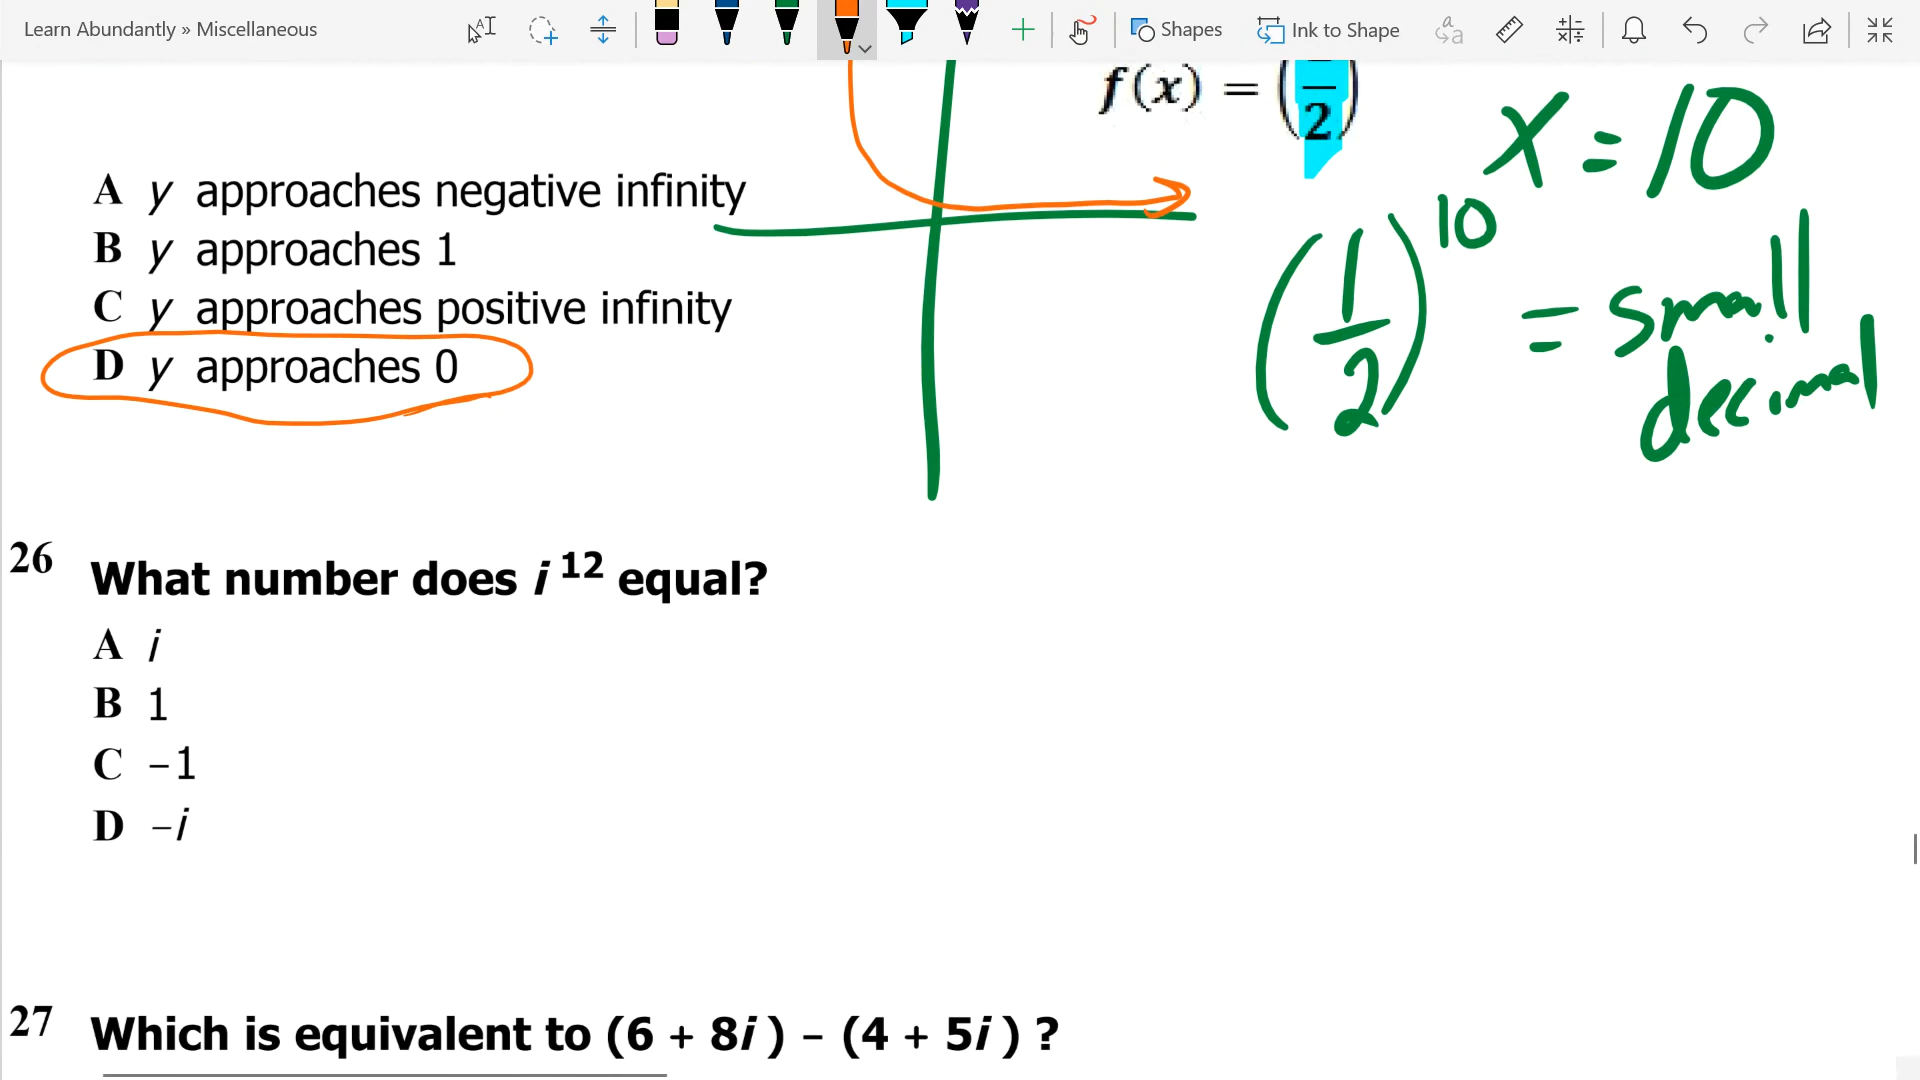 Learn Abundantly » Miscellaneous
Shapes
Ink to Shape
f(x) = ( /2)
x = 10
A y approaches negative infinity
B y approaches 1
C y approaches positive infinity
D y approaches 0
(1/2)^10 = small decimal
26 What number does i^12 equal?
A i
B 1
C –1
D –i
27 Which is equivalent to (6 + 8i ) – (4 + 5i ) ?